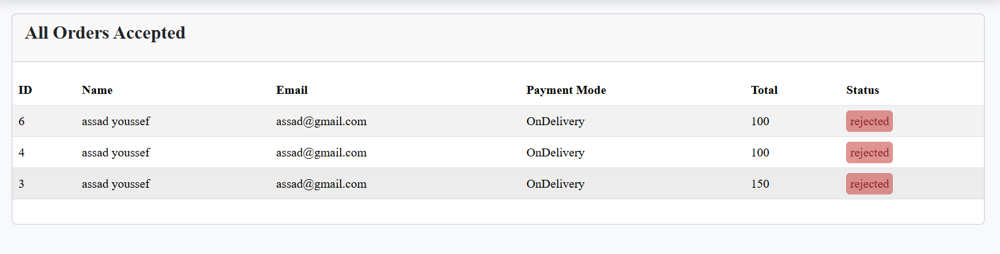 All Orders Accepted
ID Name Email Payment Mode Total Status
6 assad youssef assad@gmail.com OnDelivery 100 rejected
4 assad youssef assad@gmail.com OnDelivery 100 rejected
3 assad youssef assad@gmail.com OnDelivery 150 rejected